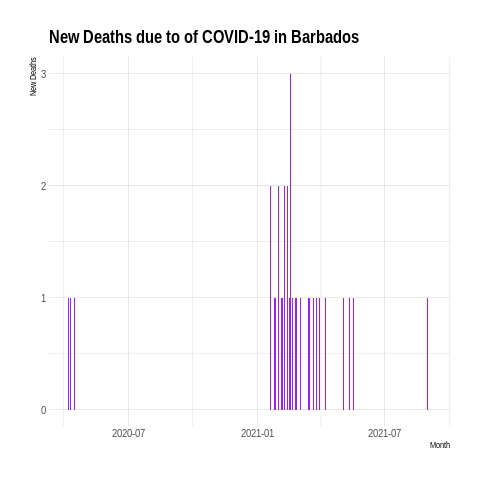 New Deaths due to of COVID-19 in Barbados
New Deaths
3
2
1
0
2020-07
2021-01
2021-07
Month